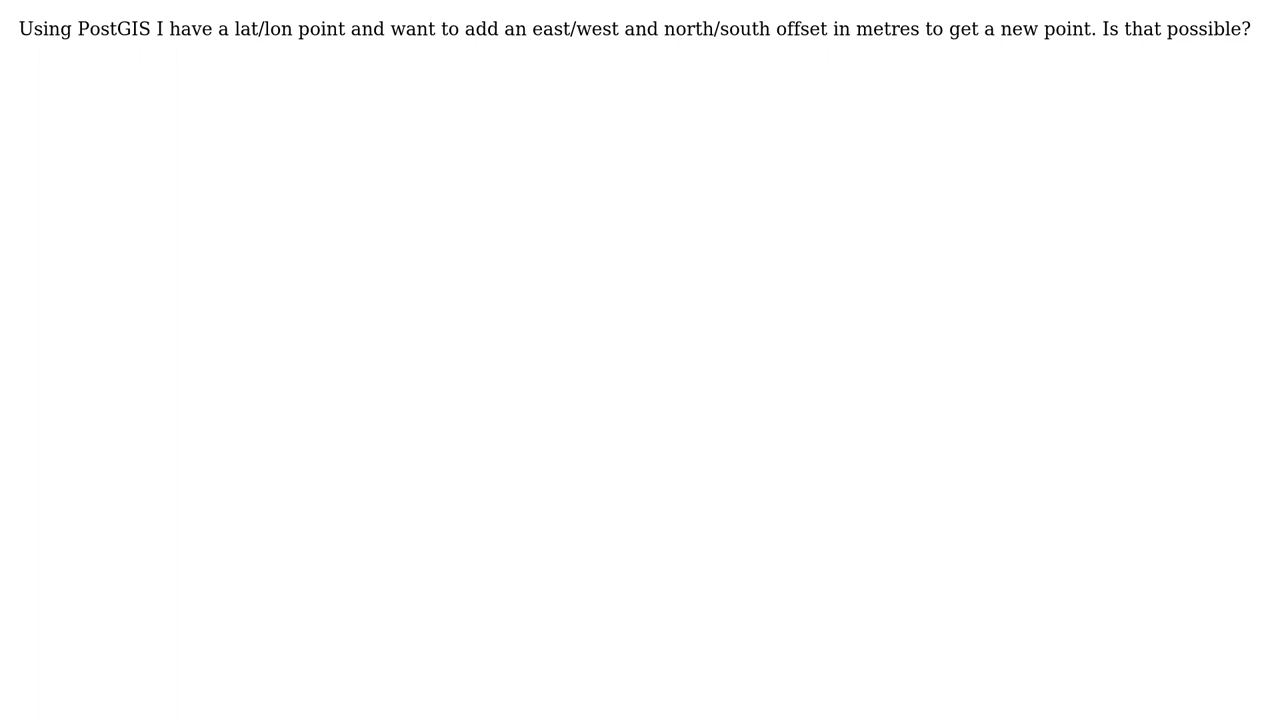 Using PostGIS I have a lat/lon point and want to add an east/west and north/south offset in metres to get a new point. Is that possible?